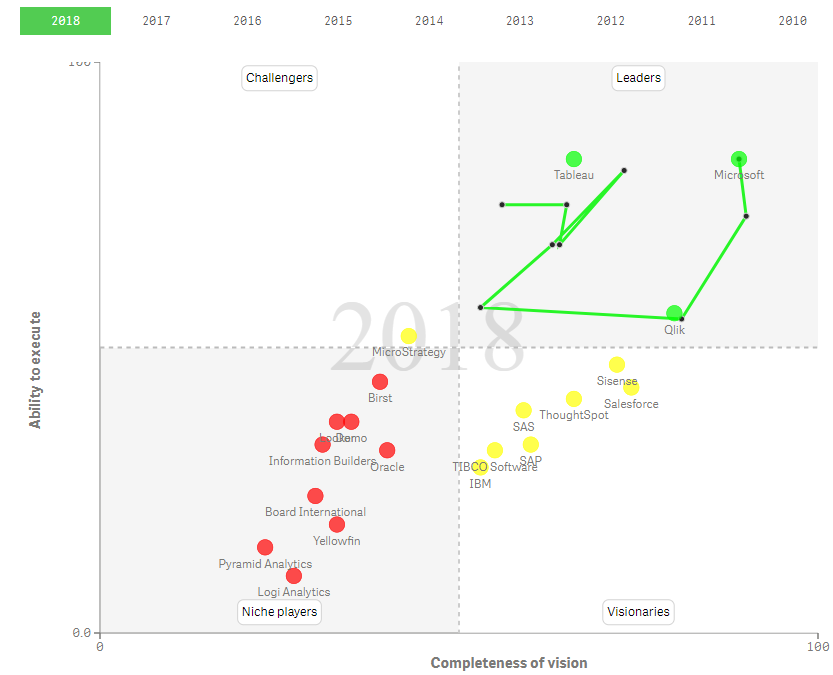 2018 2017 2016 2015 2014 2013 2012 2011 2010
100
Challengers Leaders
Tableau Microsoft
2018
Qlik
MicroStrategy
Birst Sisense
Salesforce
ThoughtSpot
SAS
Looker Domo
Information Builders Oracle SAP
TIBCO Software
IBM
Board International
Yellowfin
Pyramid Analytics
Logi Analytics
Niche players Visionaries
0.0
0 100
Completeness of vision
Ability to execute